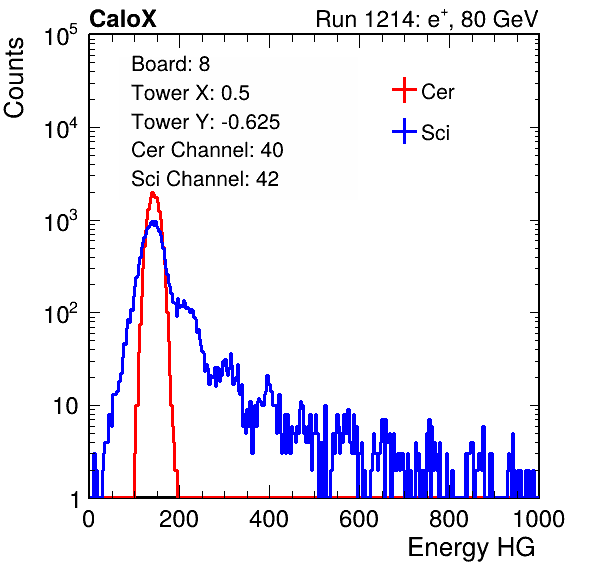 CaloX Run 1214: e⁺, 80 GeV
Counts
Board: 8
Tower X: 0.5
Tower Y: -0.625
Cer Channel: 40
Sci Channel: 42
Cer
Sci
10⁵
10⁴
10³
10²
10
1
0 200 400 600 800 1000
Energy HG